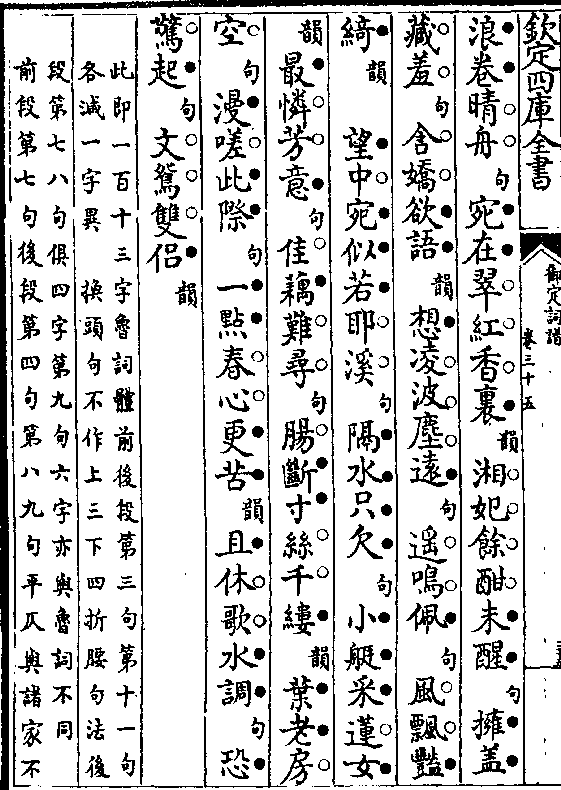 欽定四庫全書
御定詞譜
卷三十五
浪卷晴舟 句 宛在翠紅香裏 韻 湘妃餘酣未醒 句 擁盖
藏羞 句 含嬌欲語 韻 想凌波塵遠 句 遥鳴佩 句 風飄豔
綺 韻 望中宛似若耶溪 句 隔水只欠 句 小艇采蓮女
韻 最憐芳意 句 佳藕難尋 句 腸斷寸絲千縷 韻 葉老房
空 句 漫嗟此際 句 一點春心更苦 韻 且休歌水調 句 恐
驚起 句 文鴛雙侶 韻
此即一百十三字魯詞體前後段第三句第十一句
各減一字異 換頭句不作上三下四折腰句法後
段第七八句俱四字第九句六字亦與魯詞不同
前段第七句後段第四句第八九句平仄與諸家不